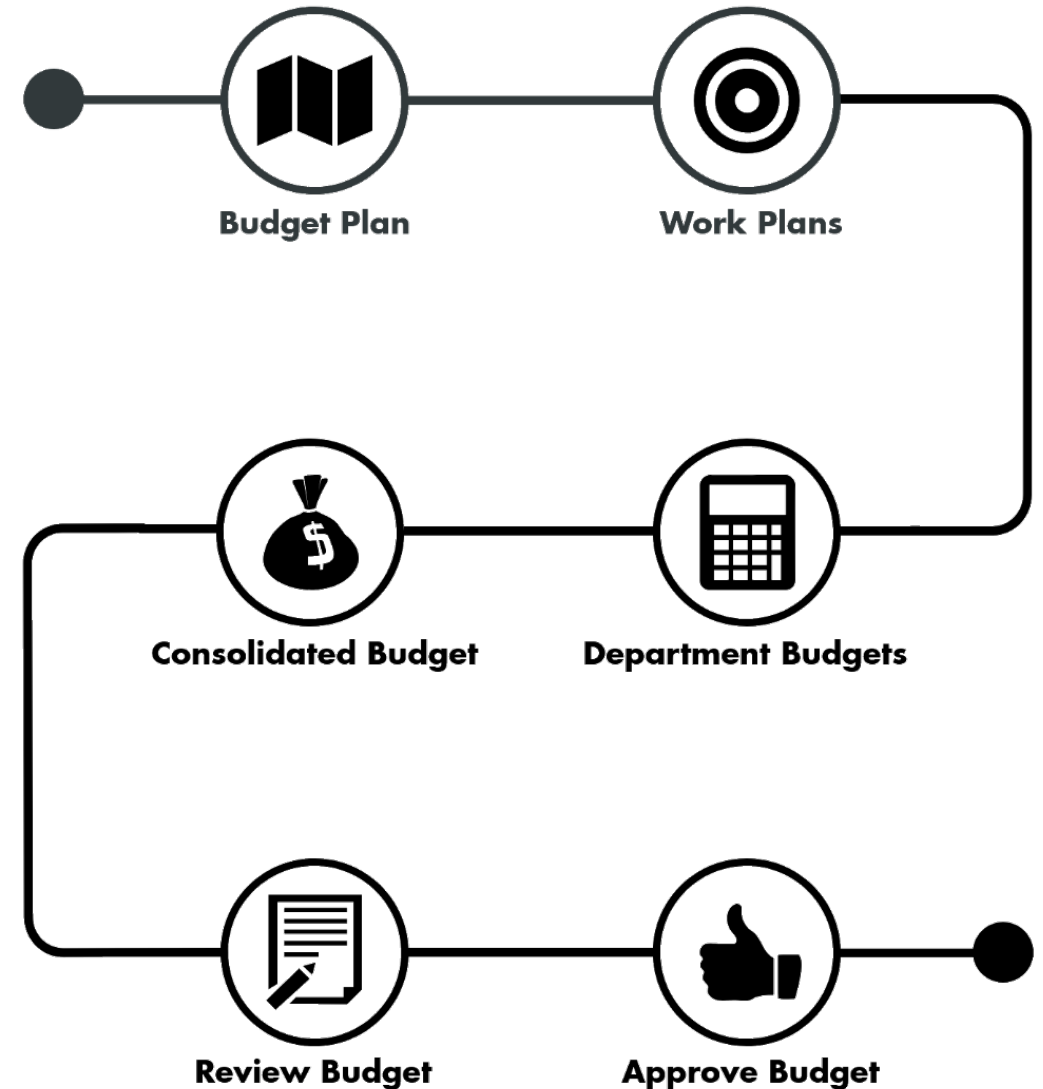 Budget Plan
Work Plans
Department Budgets
Consolidated Budget
Review Budget
Approve Budget